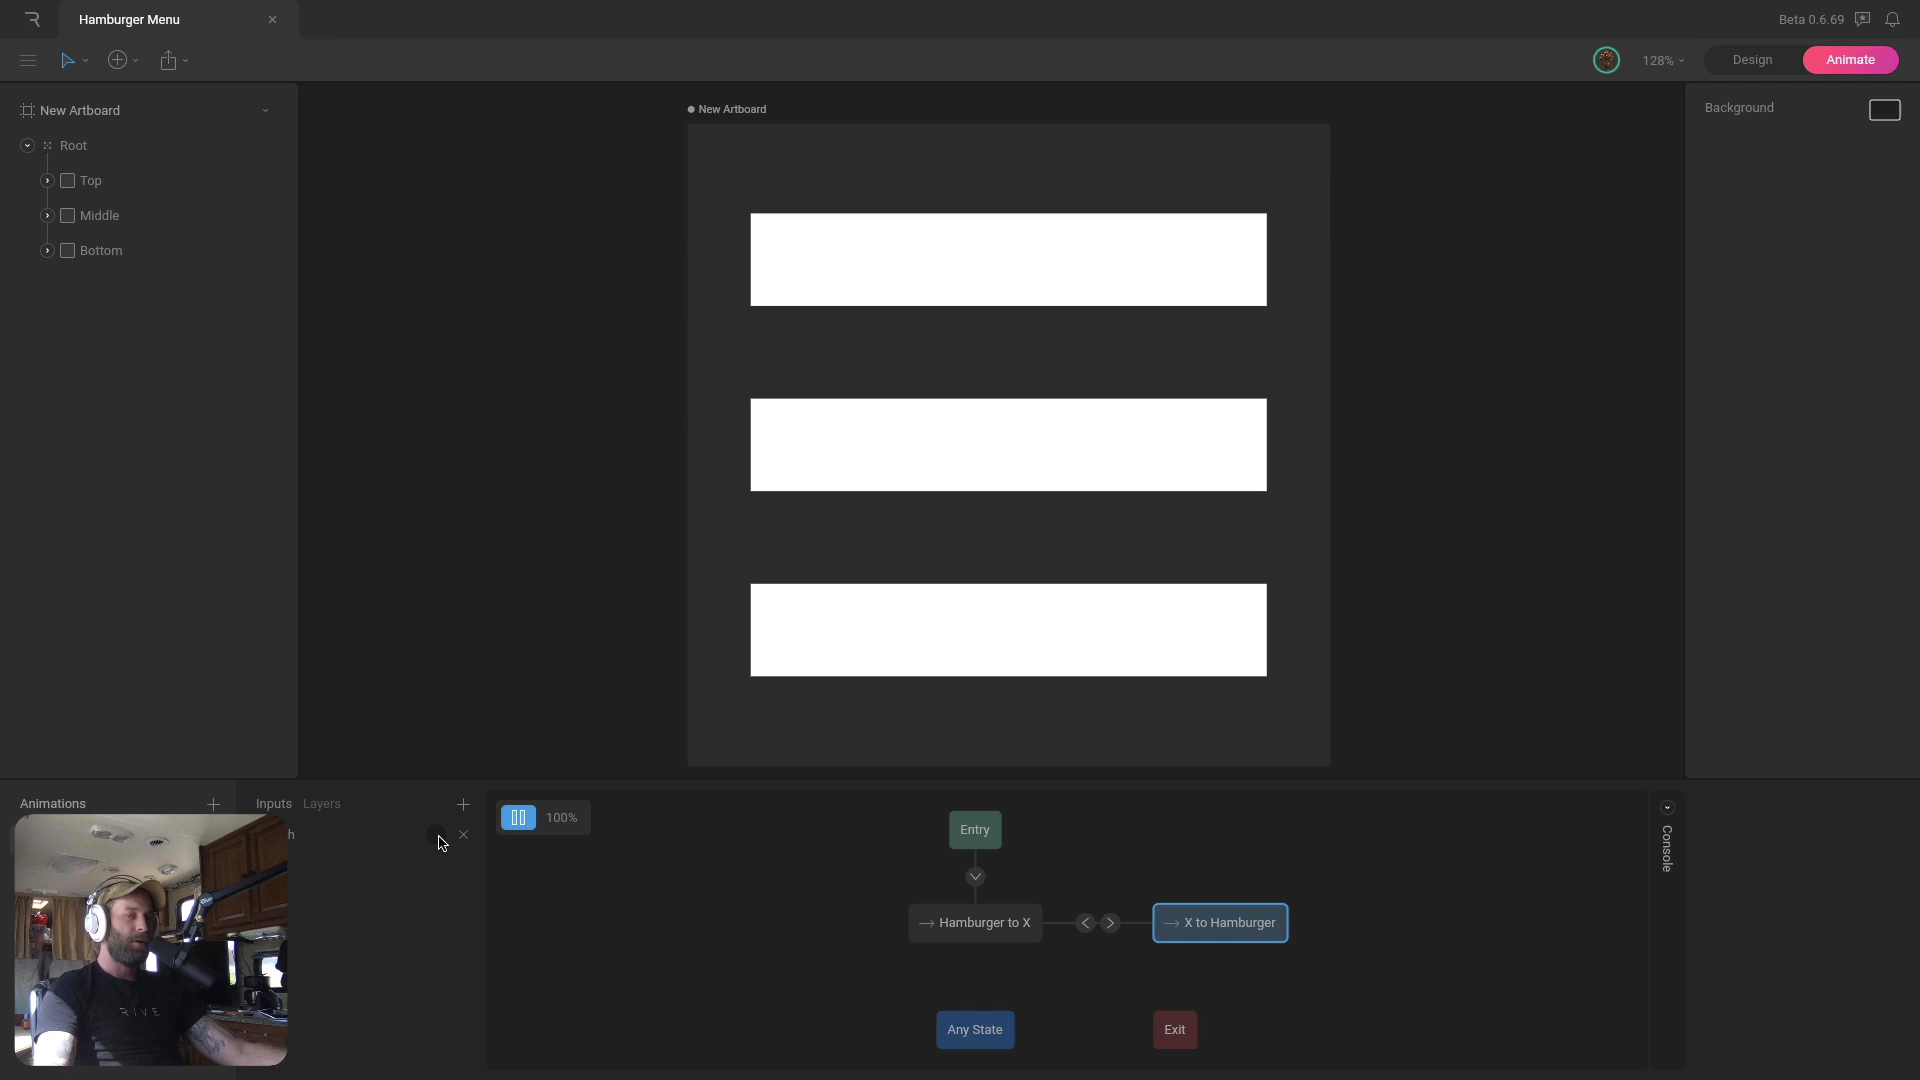 Hamburger Menu
Beta 0.6.69
128%
Design
Animate
New Artboard
Root
Top
Middle
Bottom
New Artboard
Background
Animations
Inputs
Layers
h
100%
Entry
Hamburger to X
X to Hamburger
Any State
Exit
Console
RIVE